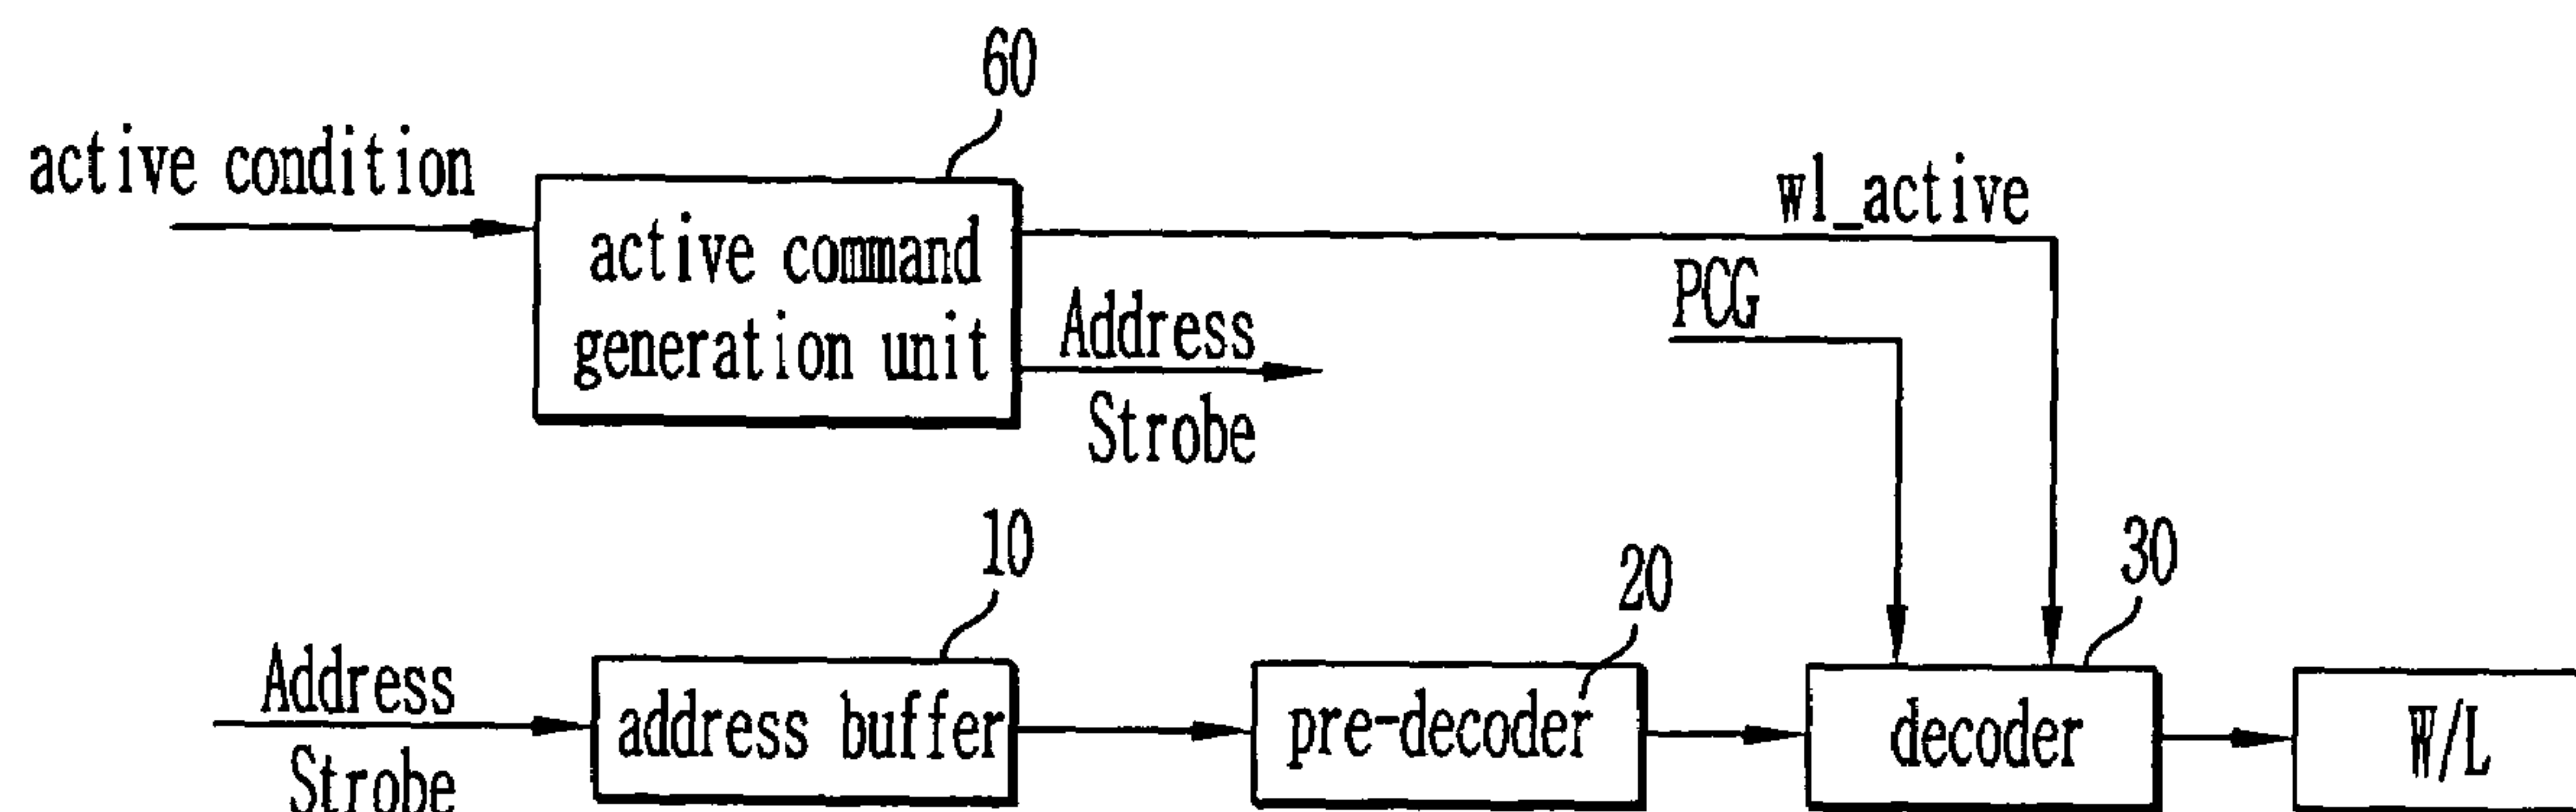 60
active condition
active command
generation unit
wl_active
PCG
Address
Strobe
10
20
30
Address
Strobe
address buffer
pre-decoder
decoder
W/L